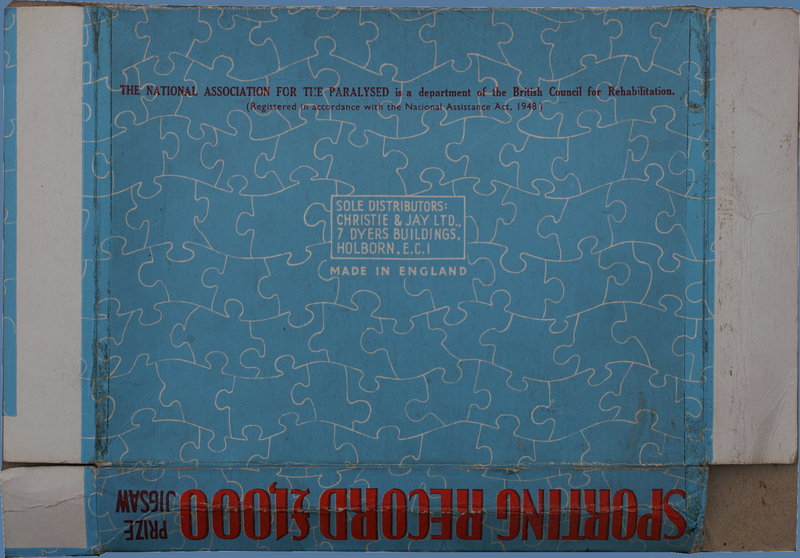 THE NATIONAL ASSOCIATION FOR THE PARALYSED is a department of the British Council for Rehabilitation.
(Registered in accordance with the National Assistance Act, 1948)
SOLE DISTRIBUTORS:
CHRISTIE & JAY LTD.,
7 DYERS BUILDINGS,
HOLBORN, E.C.1
MADE IN ENGLAND
SPORTING RECORD £1,000 PRIZE
JIGSAW